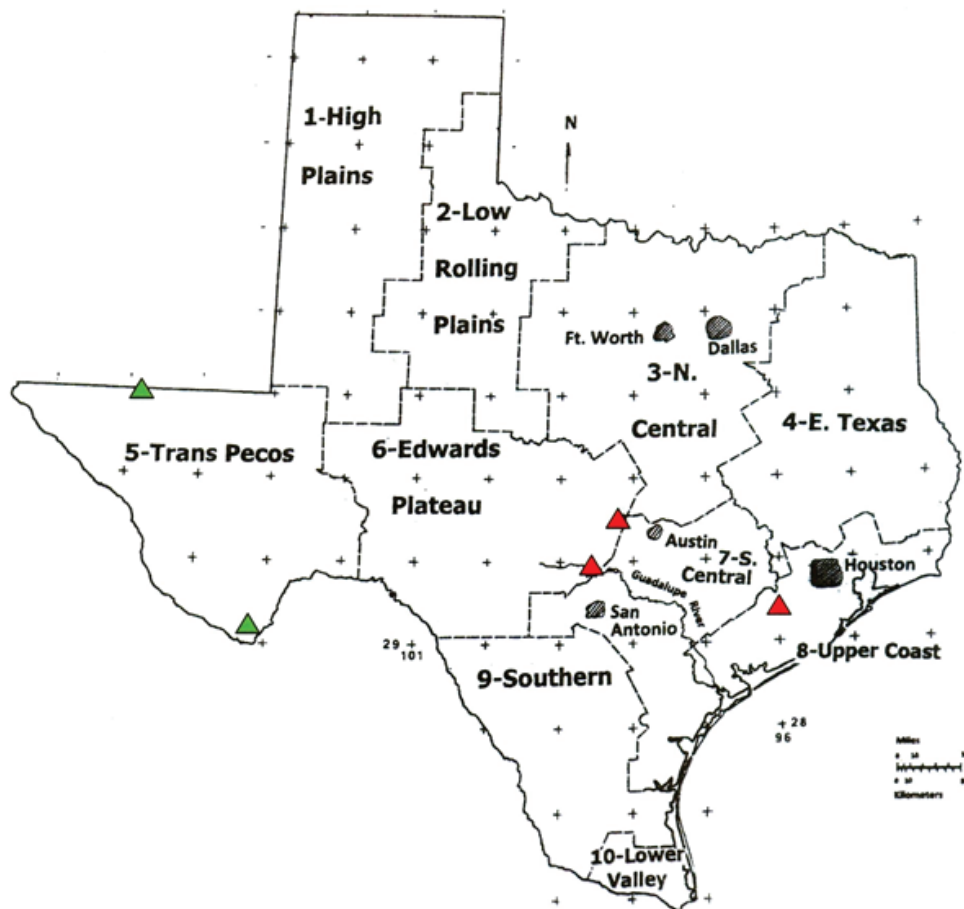 1-High
Plains
N
2-Low
Rolling
Plains
Ft. Worth
Dallas
3-N.
Central
4-E. Texas
5-Trans Pecos
6-Edwards
Plateau
Austin
7-S.
Central
Houston
Guadalupe River
San
Antonio
29
101
8-Upper Coast
9-Southern
28
96
Miles
Kilometers
10-Lower
Valley